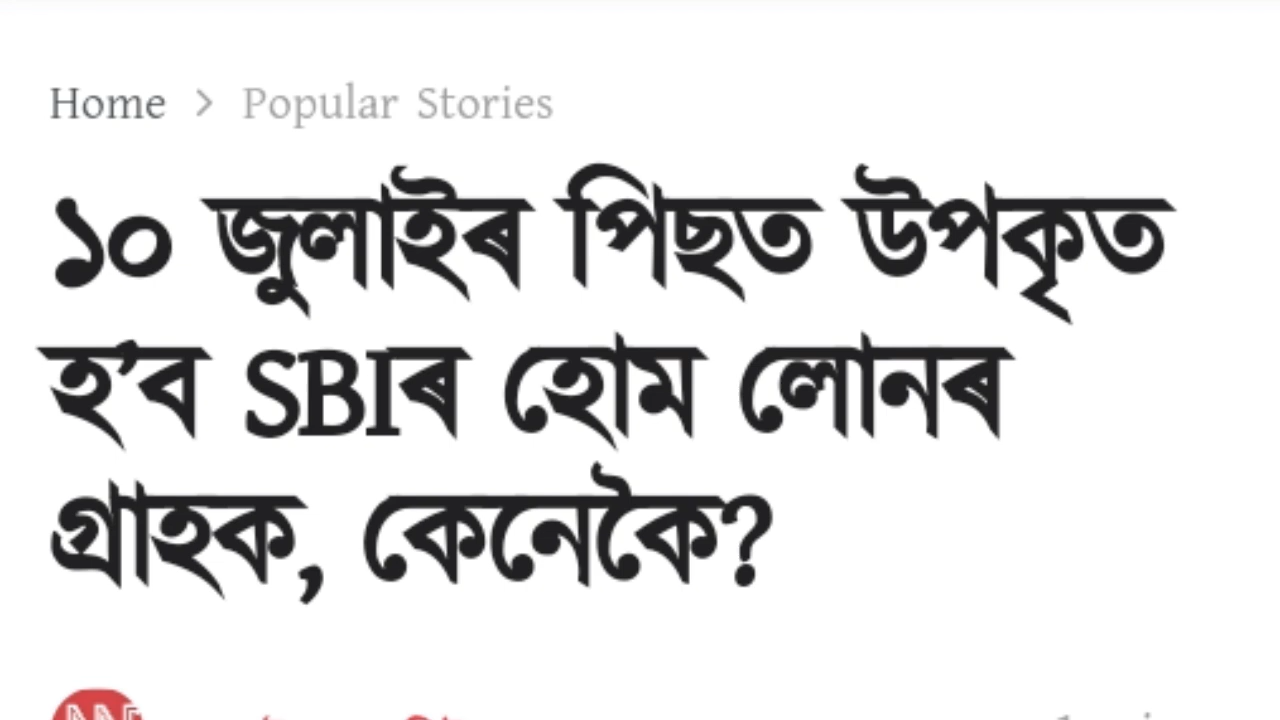 Home > Popular Stories
১০ জুলাইৰ পিছত উপকৃত
হ’ব SBIৰ হোম লোনৰ
গ্ৰাহক, কেনেকৈ?